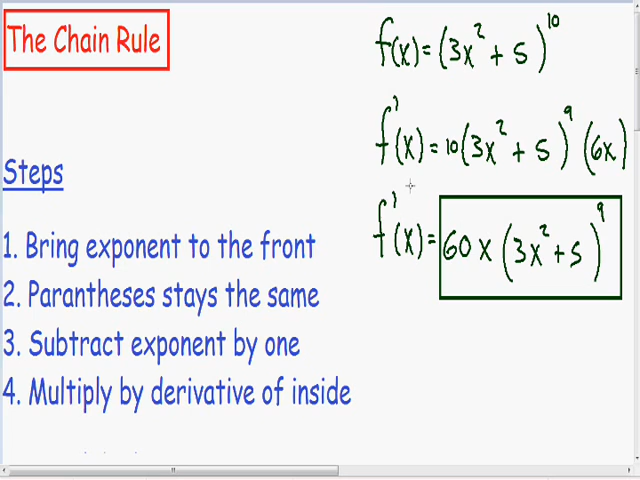 The Chain Rule
Steps
1. Bring exponent to the front
2. Parantheses stays the same
3. Subtract exponent by one
4. Multiply by derivative of inside
f(x) = (3x² + 5)¹⁰
f'(x) = 10(3x² + 5)⁹ (6x)
f'(x) = 60x (3x² + 5)⁹